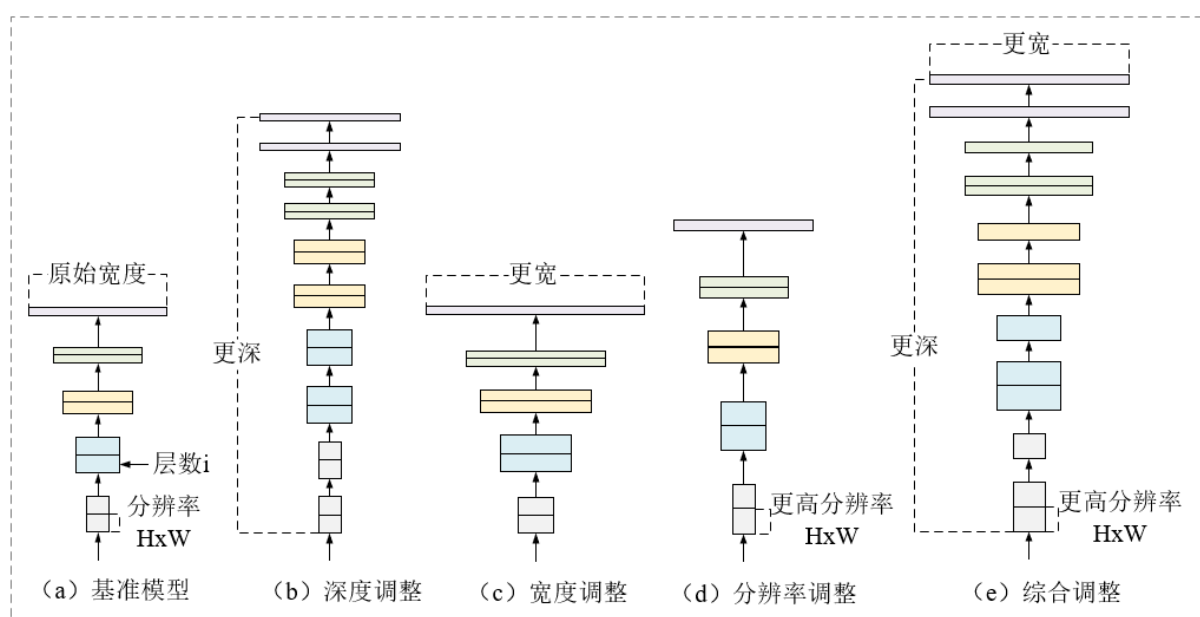 原始宽度
层数i
分辨率
HxW
（a）基准模型
更深
（b）深度调整
更宽
（c）宽度调整
更高分辨率
HxW
（d）分辨率调整
更宽
更深
更高分辨率
HxW
（e）综合调整